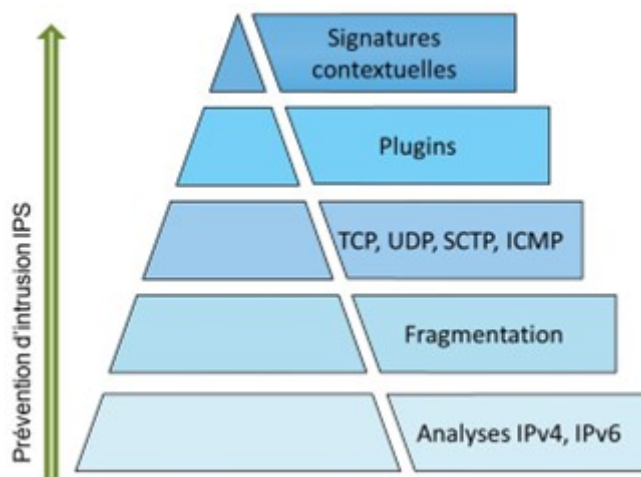 Signatures
contextuelles
Plugins
TCP, UDP, SCTP, ICMP
Fragmentation
Analyses IPv4, IPv6
Prévention d'intrusion IPS